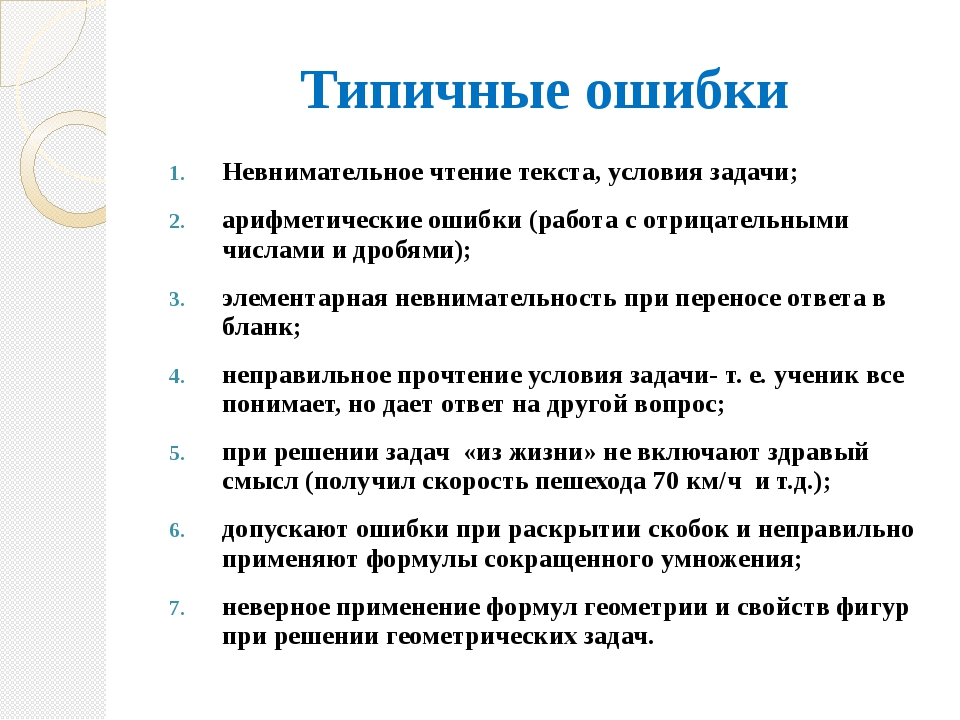 Типичные ошибки
1. Невнимательное чтение текста, условия задачи;
2. арифметические ошибки (работа с отрицательными
числами и дробями);
3. элементарная невнимательность при переносе ответа в
бланк;
4. неправильное прочтение условия задачи- т. е. ученик все
понимает, но дает ответ на другой вопрос;
5. при решении задач «из жизни» не включают здравый
смысл (получил скорость пешехода 70 км/ч и т.д.);
6. допускают ошибки при раскрытии скобок и неправильно
применяют формулы сокращенного умножения;
7. неверное применение формул геометрии и свойств фигур
при решении геометрических задач.